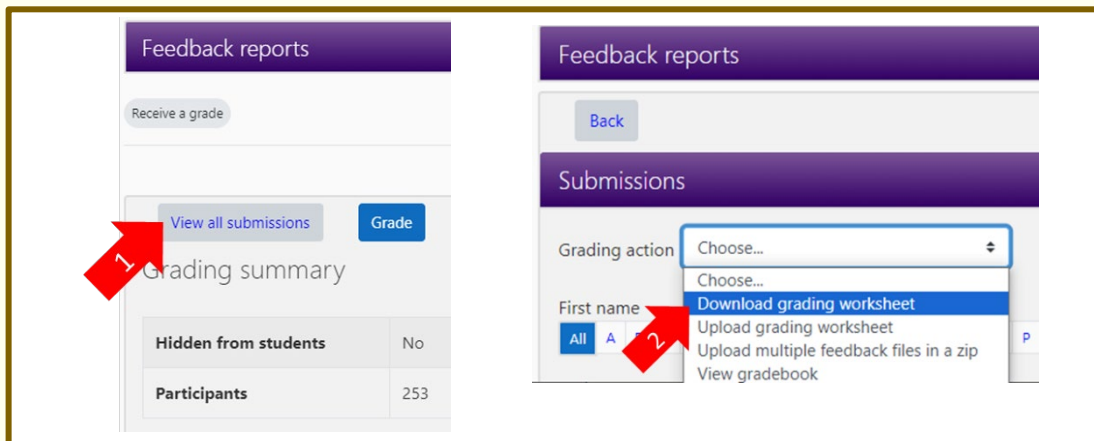 Feedback reports
Receive a grade
View all submissions
Grade
1
Grading summary
Hidden from students No
Participants 253
Feedback reports
Back
Submissions
Grading action Choose...
Choose...
Download grading worksheet
Upload grading worksheet
Upload multiple feedback files in a zip
View gradebook
First name
All A P
2